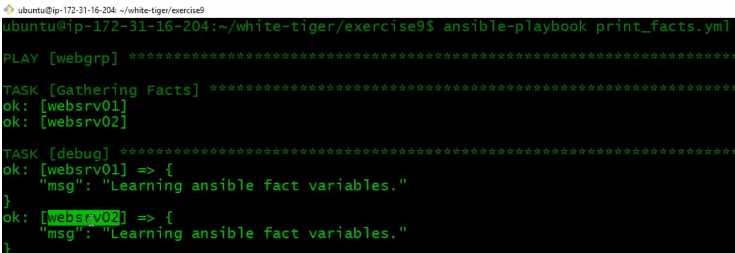 ubuntu@ip-172-31-16-204: ~/white-tiger/exercise9
ubuntu@ip-172-31-16-204:~/white-tiger/exercise9$ ansible-playbook print_facts.yml
PLAY [webgrp] *****************************************************************************
TASK [Gathering Facts] ******************************************************************
ok: [websrv01]
ok: [websrv02]
TASK [debug] ******************************************************************************
ok: [websrv01] => {
    "msg": "Learning ansible fact variables."
}
ok: [websrv02] => {
    "msg": "Learning ansible fact variables."
}